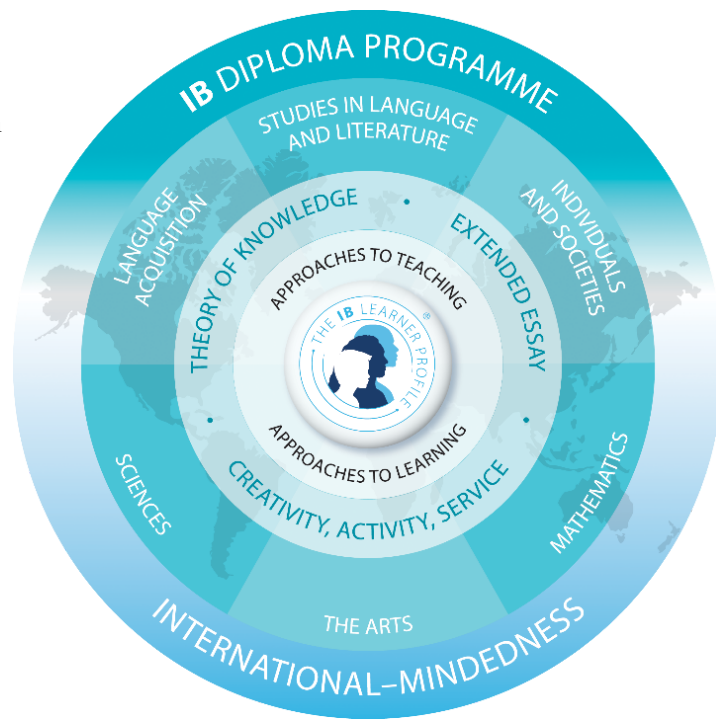 IB DIPLOMA PROGRAMME
STUDIES IN LANGUAGE
AND LITERATURE
LANGUAGE
ACQUISITION
INDIVIDUALS
AND SOCIETIES
THEORY OF KNOWLEDGE
•
EXTENDED ESSAY
APPROACHES TO TEACHING
THE IB LEARNER PROFILE
®
APPROACHES TO LEARNING
•
•
CREATIVITY, ACTIVITY, SERVICE
SCIENCES
MATHEMATICS
THE ARTS
INTERNATIONAL–MINDEDNESS